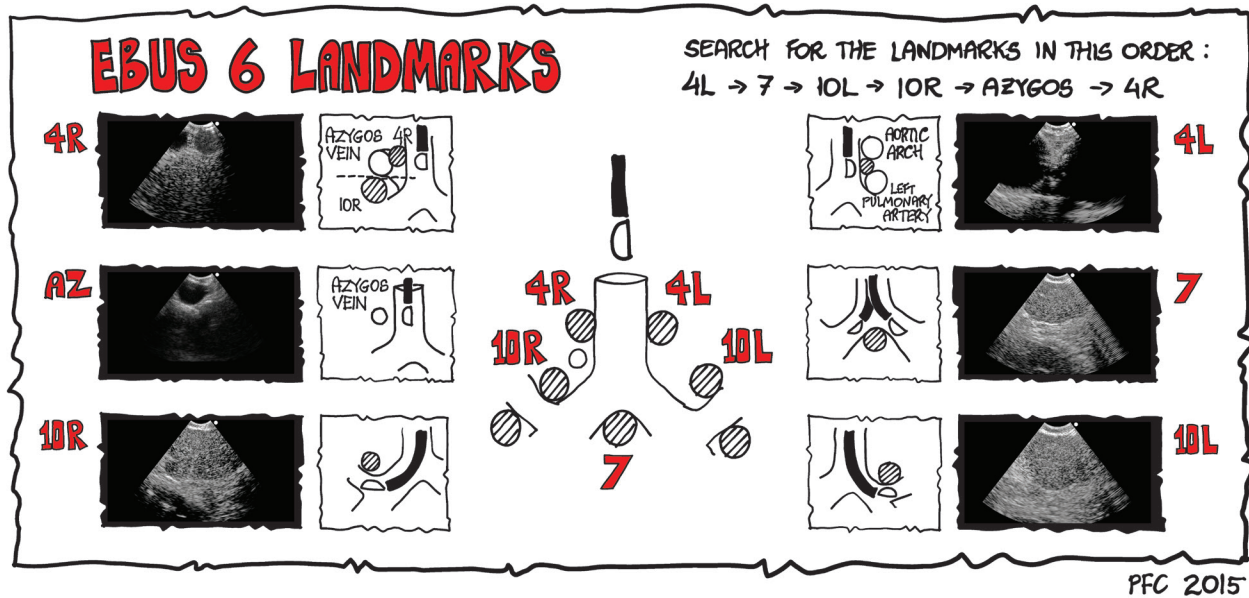 EBUS 6 LANDMARKS
SEARCH FOR THE LANDMARKS IN THIS ORDER :
4L → 7 → 10L → 10R → AZYGOS → 4R
4R
AZYGOS 4R
VEIN
10R
AORTIC
ARCH
LEFT
PULMONARY
ARTERY
4L
AZ
AZYGOS
VEIN
4R
4L
10R
10L
7
7
10R
10L
PFC 2015